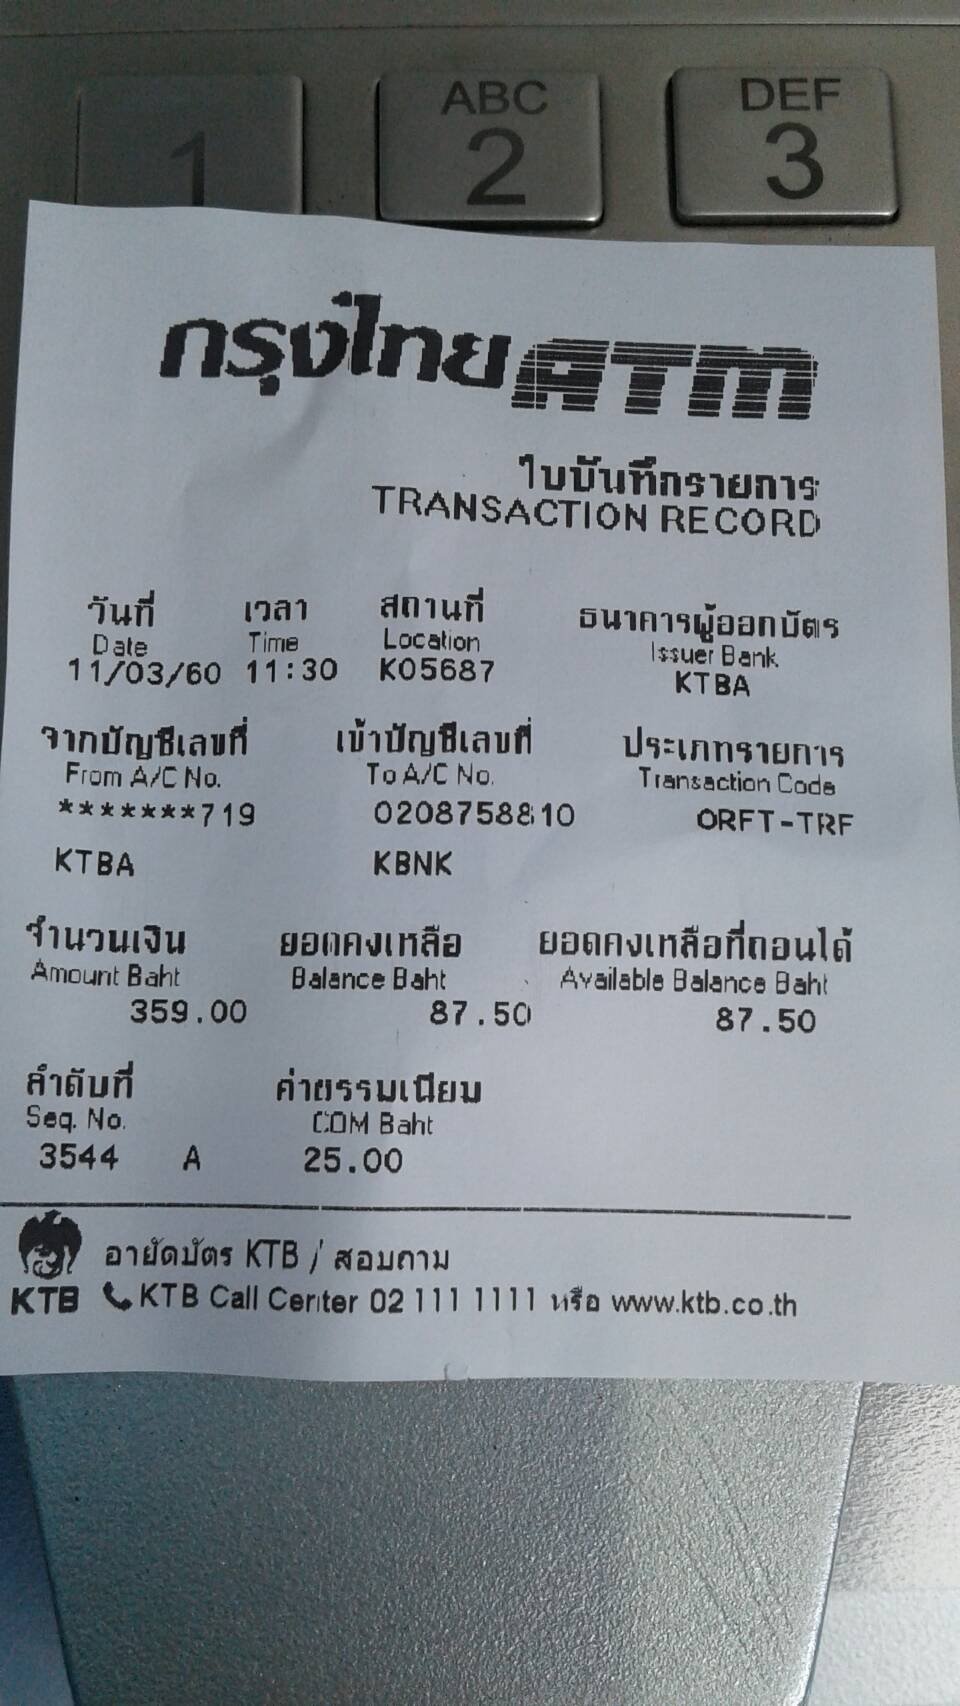 1 ABC DEF
2 3
กรุงไทย ATM
ใบบันทึกรายการ
TRANSACTION RECORD
วันที่ เวลา สถานที่ ธนาคารผู้ออกบัตร
Date Time Location Issuer Bank
11/03/60 11:30 K05687 KTBA
จากบัญชีเลขที่ เข้าบัญชีเลขที่ ประเภทรายการ
From A/C No. To A/C No. Transaction Code
*******719 0208758810 ORFT-TRF
KTBA KBNK
จำนวนเงิน ยอดคงเหลือ ยอดคงเหลือที่ถอนได้
Amount Baht Balance Baht Available Balance Baht
359.00 87.50 87.50
ลำดับที่ ค่าธรรมเนียม
Seq. No. COM Baht
3544 A 25.00
อายัดบัตร KTB / สอบถาม
KTB KTB Call Center 02 111 1111 หรือ www.ktb.co.th